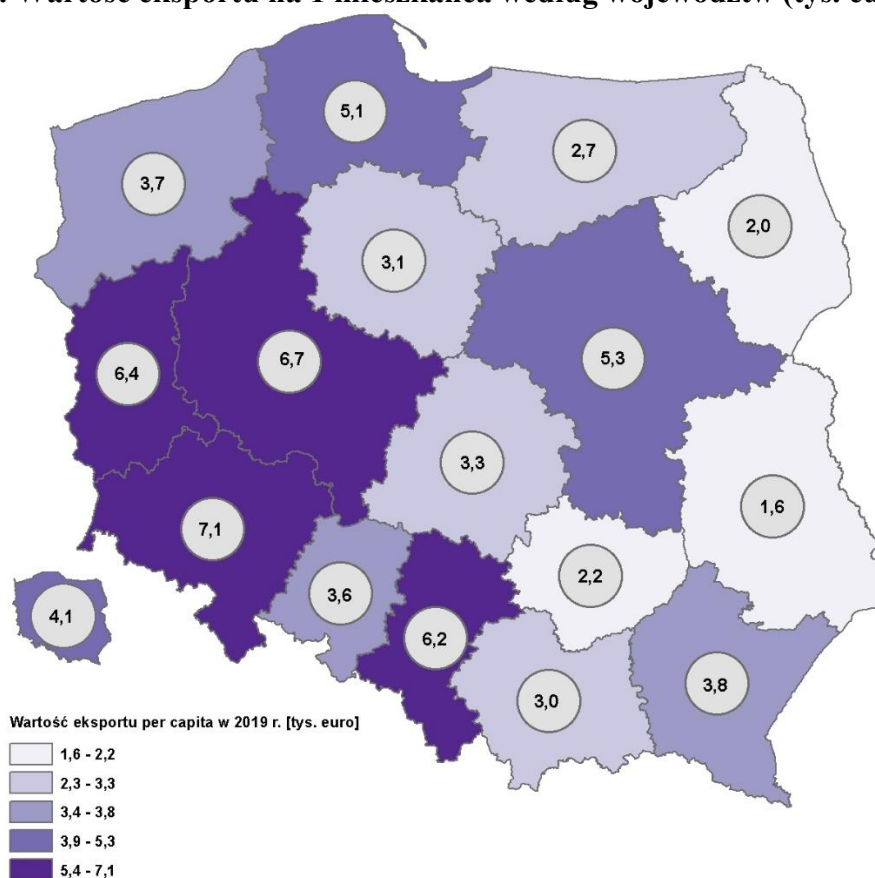 . Wartość eksportu na 1 mieszkańca według województw (tys. eu
5,1
2,7
3,7
2,0
3,1
5,3
6,7
6,4
3,3
1,6
7,1
2,2
3,6
4,1
6,2
3,8
3,0
Wartość eksportu per capita w 2019 r. [tys. euro]
1,6 - 2,2
2,3 - 3,3
3,4 - 3,8
3,9 - 5,3
5,4 - 7,1